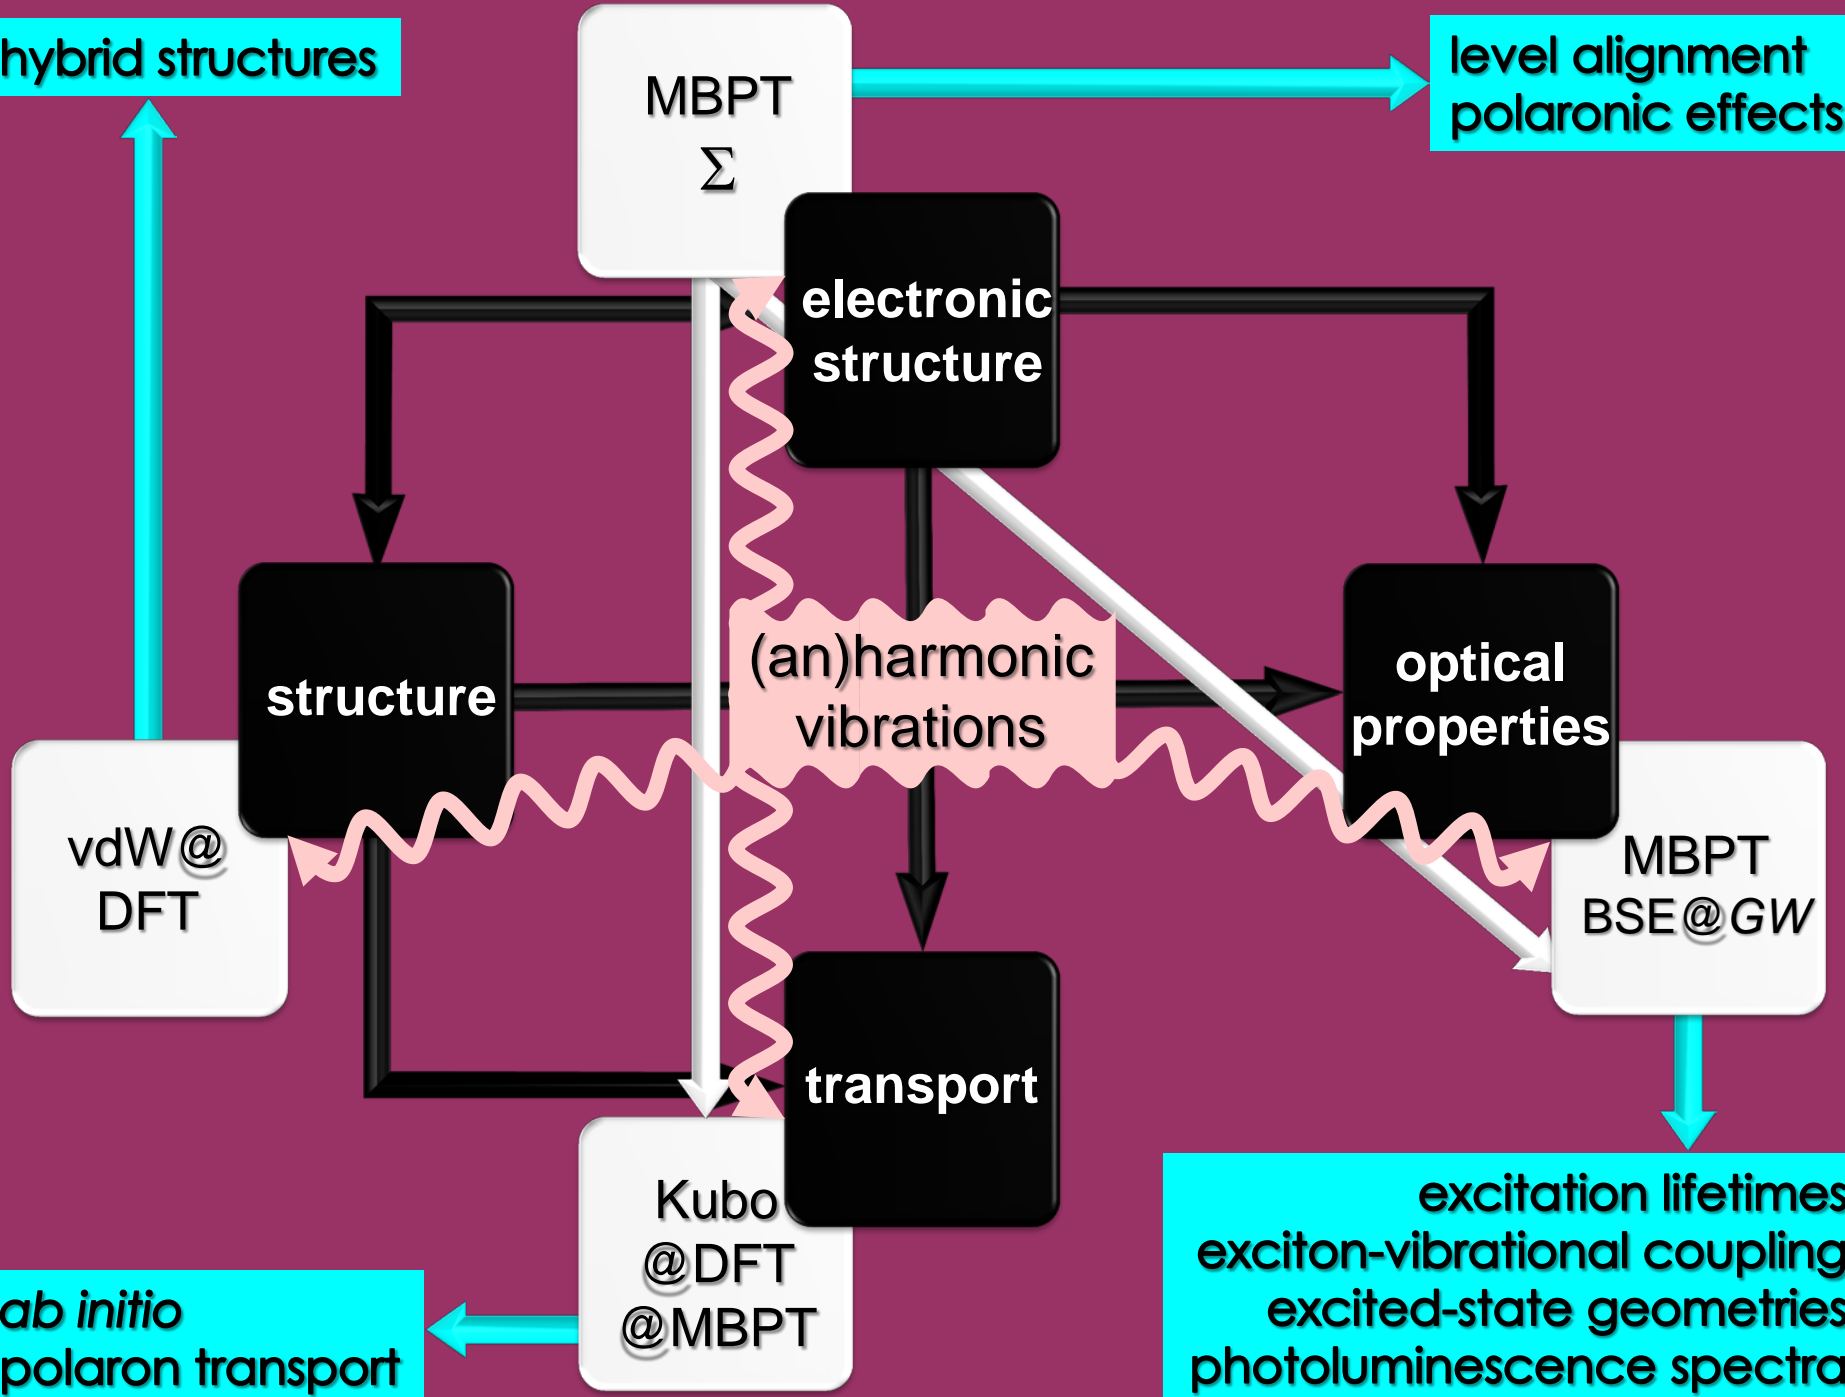 hybrid structures
MBPT
Σ
level alignment
polaronic effects
electronic
structure
structure
(an)harmonic
vibrations
optical
properties
vdW@
DFT
MBPT
BSE@GW
transport
Kubo
@DFT
@MBPT
ab initio
polaron transport
excitation lifetimes
exciton-vibrational coupling
excited-state geometries
photoluminescence spectra